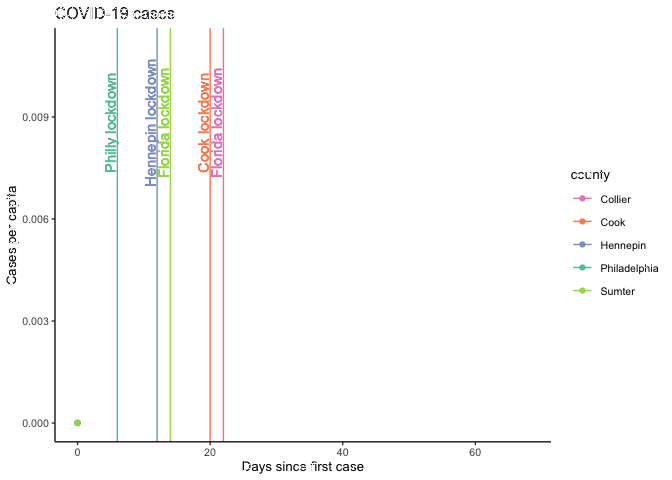 COVID-19 cases
Cases per capita
0.009
0.006
0.003
0.000
Philly lockdown
Hennepin lockdown
Florida lockdown
Cook lockdown
Florida lockdown
0
20
40
60
Days since first case
county
Collier
Cook
Hennepin
Philadelphia
Sumter